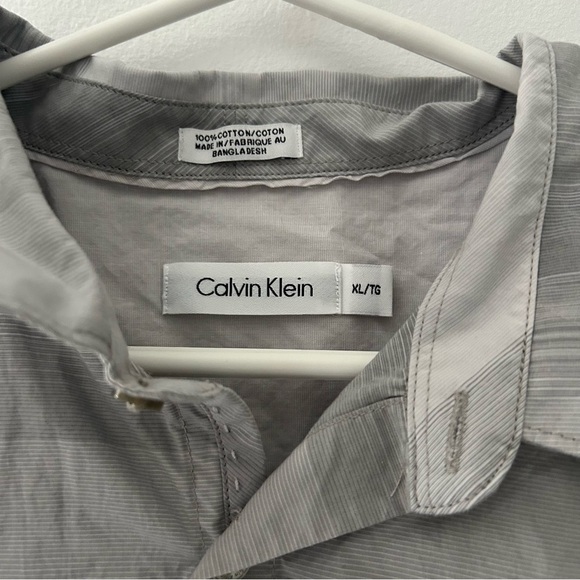 100% COTTON/COTON
MADE IN/FABRIQUE AU
BANGLADESH
Calvin Klein
XL/TG